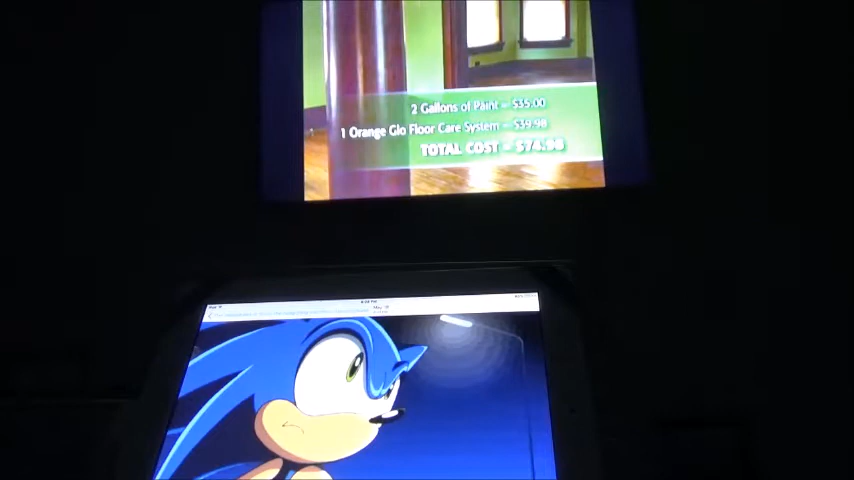 2 Gallons of Paint = $35.00
1 Orange Glo Floor Care System = $39.98
TOTAL COST = $74.98